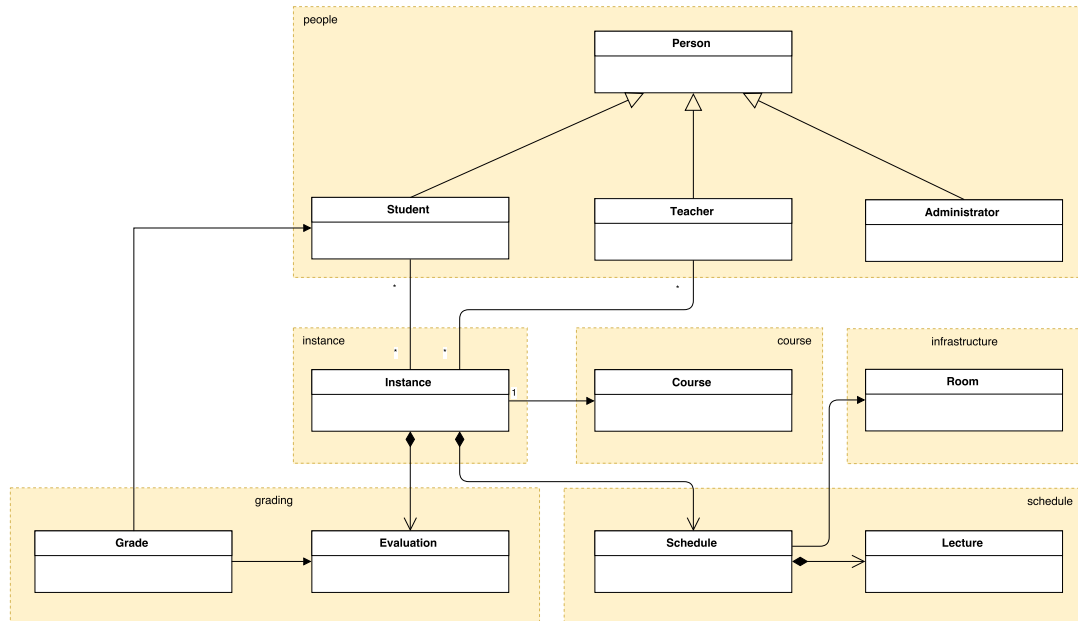 people
Person
Student
Teacher
Administrator
*
*
instance
course
infrastructure
*
*
Instance
Course
Room
1
grading
schedule
Grade
Evaluation
Schedule
Lecture